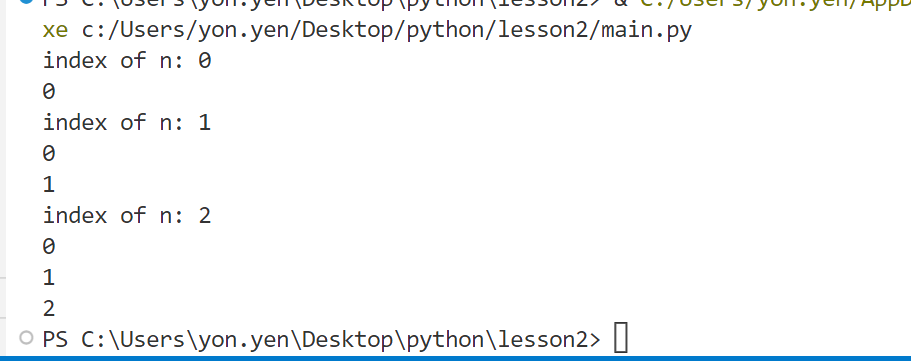 PS C:\Users\yon.yen\Desktop\python\lesson2> & C:/Users/yon.yen/AppD
xe c:/Users/yon.yen/Desktop/python/lesson2/main.py
index of n: 0
0
index of n: 1
0
1
index of n: 2
0
1
2
PS C:\Users\yon.yen\Desktop\python\lesson2>